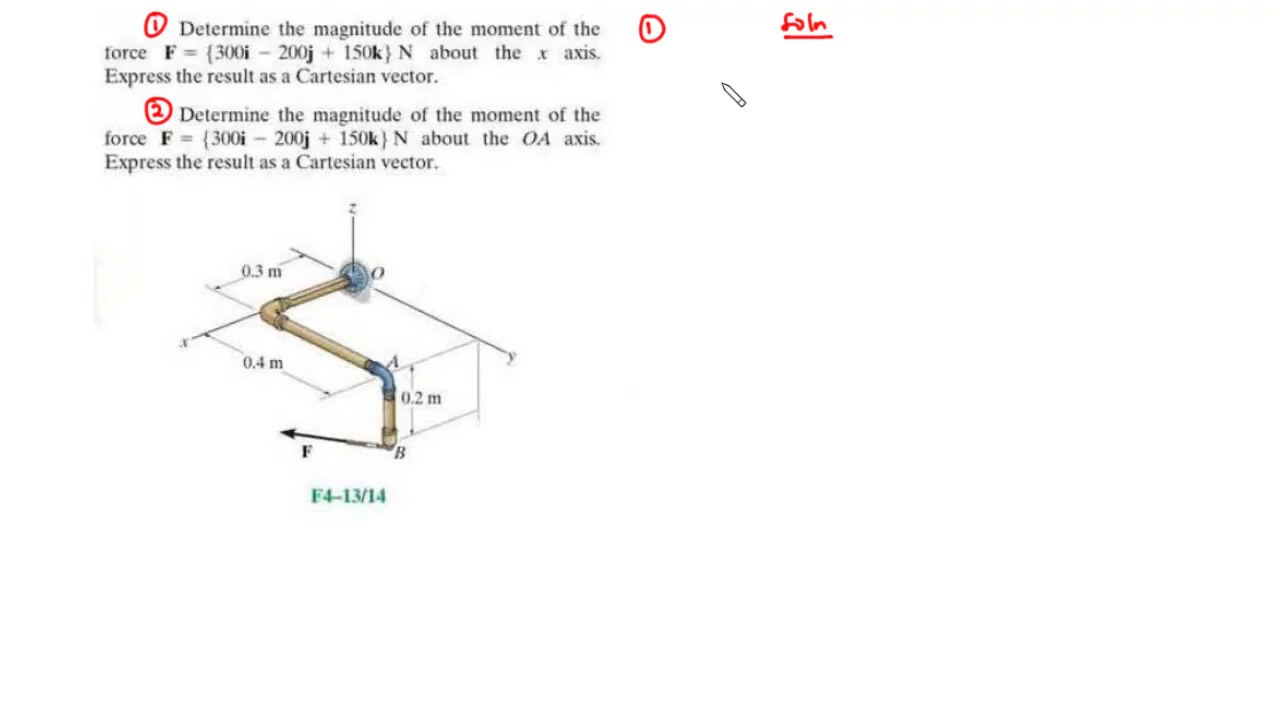 ① Determine the magnitude of the moment of the
force F = {300i − 200j + 150k} N about the x axis.
Express the result as a Cartesian vector.
② Determine the magnitude of the moment of the
force F = {300i − 200j + 150k} N about the OA axis.
Express the result as a Cartesian vector.
z
0.3 m
O
x
0.4 m
A
y
0.2 m
F
B
F4–13/14
① Soln